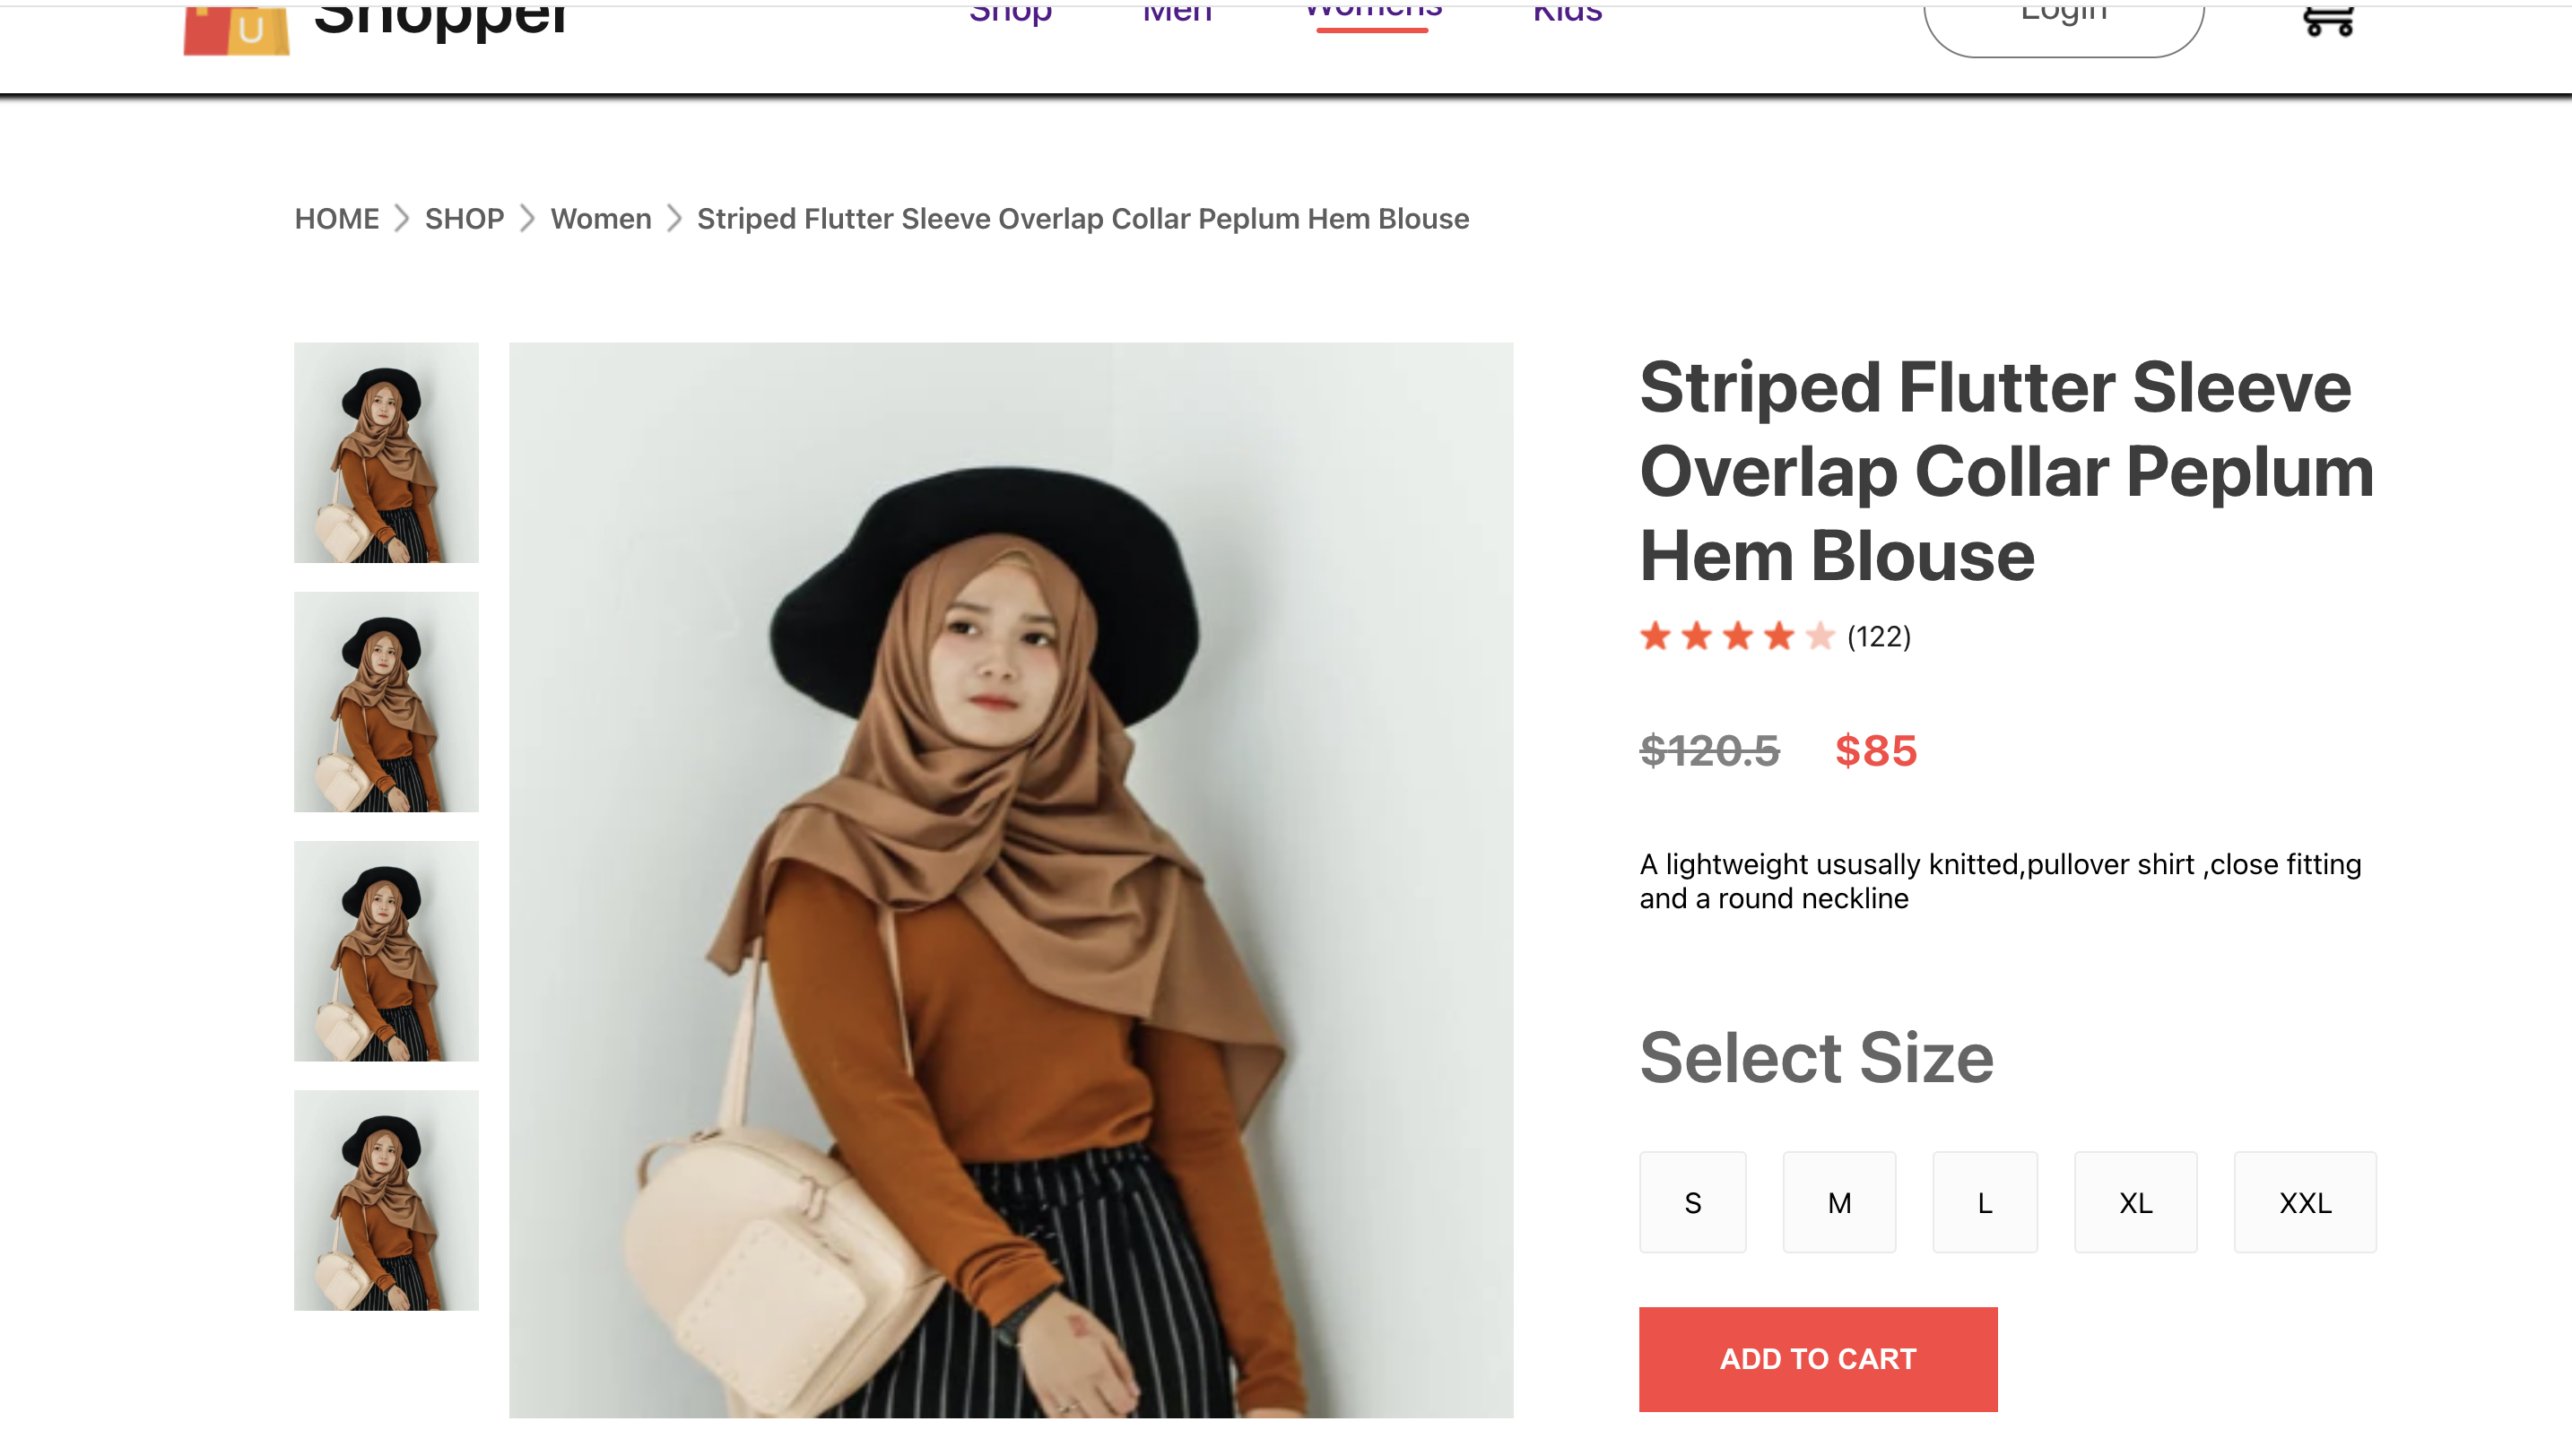 Shopper
Shop Men Womens Kids Login
HOME SHOP Women Striped Flutter Sleeve Overlap Collar Peplum Hem Blouse
Striped Flutter Sleeve
Overlap Collar Peplum
Hem Blouse
(122)
$120.5 $85
A lightweight ususally knitted,pullover shirt ,close fitting
and a round neckline
Select Size
S M L XL XXL
ADD TO CART